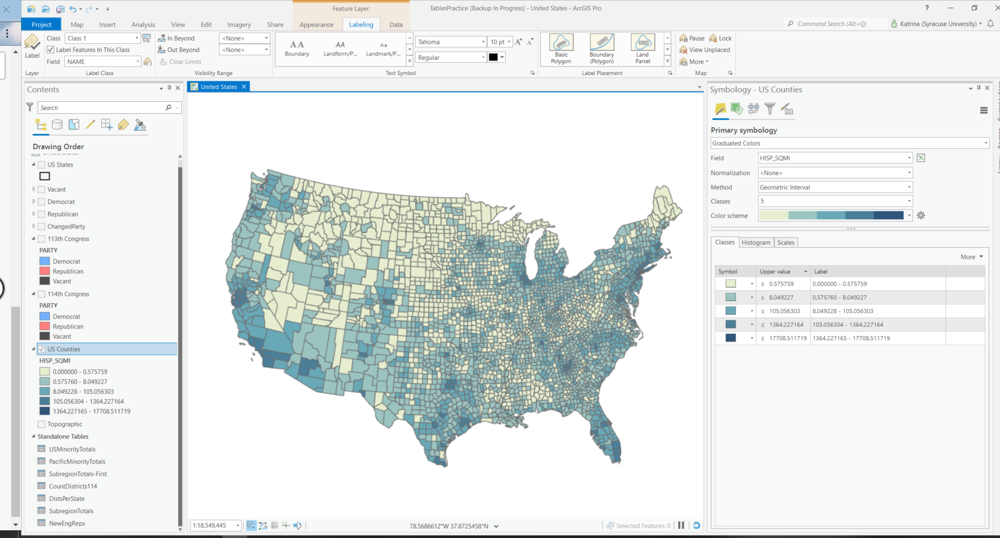 Feature Layer
TablesPractice [Backup In Progress] - United States - ArcGIS Pro
?
Project Map Insert Analysis View Edit Imagery Share Appearance Labeling Data
Command Search (Alt+Q)
Katrina (Syracuse University)
Label
Layer
Class Class 1
SQL
Label Features In This Class
Field NAME
Label Class
In Beyond <None>
Out Beyond <None>
Clear Limits
Visibility Range
AA Boundary
AA Landform/P...
Aa Landmark/P...
Tahoma 10 pt
Regular
Text Symbol
Basic Polygon
Boundary (Polygon)
Land Parcel
Label Placement
Pause Lock
View Unplaced
More
Map
Contents
Search
Drawing Order
United States
US States
Vacant
Democrat
Republican
ChangedParty
113th Congress
PARTY
Democrat
Republican
Vacant
114th Congress
PARTY
Democrat
Republican
Vacant
US Counties
HISP_SQMI
0.000000 - 0.575759
0.575760 - 8.049227
8.049228 - 105.056303
105.056304 - 1364.227164
1364.227165 - 17708.511719
Topographic
Standalone Tables
USMinorityTotals
PacificMinorityTotals
SubregionTotals-First
CountDistricts114
DistsPerState
SubregionTotals
NewEngReps
United States
1:18,549,445
78.5686612°W 37.8725458°N
Selected Features: 0
Symbology - US Counties
Primary symbology
Graduated Colors
Field HISP_SQMI
Normalization <None>
Method Geometric Interval
Classes 5
Color scheme
Classes Histogram Scales
More
Symbol Upper value Label
≤ 0.575759 0.000000 - 0.575759
≤ 8.049227 0.575760 - 8.049227
≤ 105.056303 8.049228 - 105.056303
≤ 1364.227164 105.056304 - 1364.227164
≤ 17708.511719 1364.227165 - 17708.511719